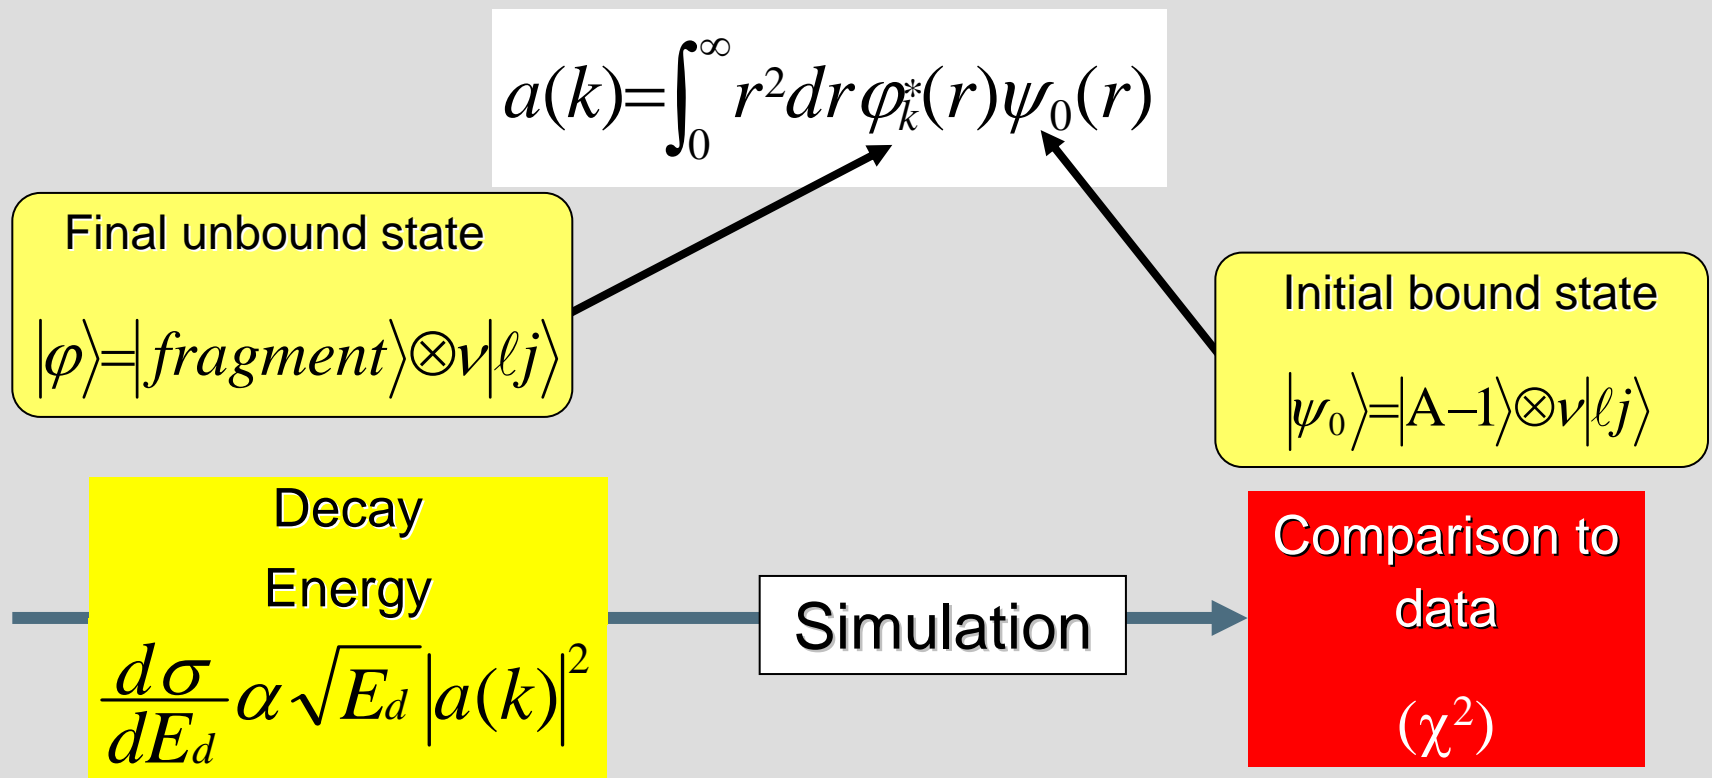 a(k)=∫₀^∞ r²dr φₖ*(r)ψ₀(r)
Final unbound state
|φ⟩=|fragment⟩⊗ν|ℓj⟩
Initial bound state
|ψ₀⟩=|A−1⟩⊗ν|ℓj⟩
Decay
Energy
dσ/dE_d α √E_d |a(k)|²
Simulation
Comparison to
data
(χ²)